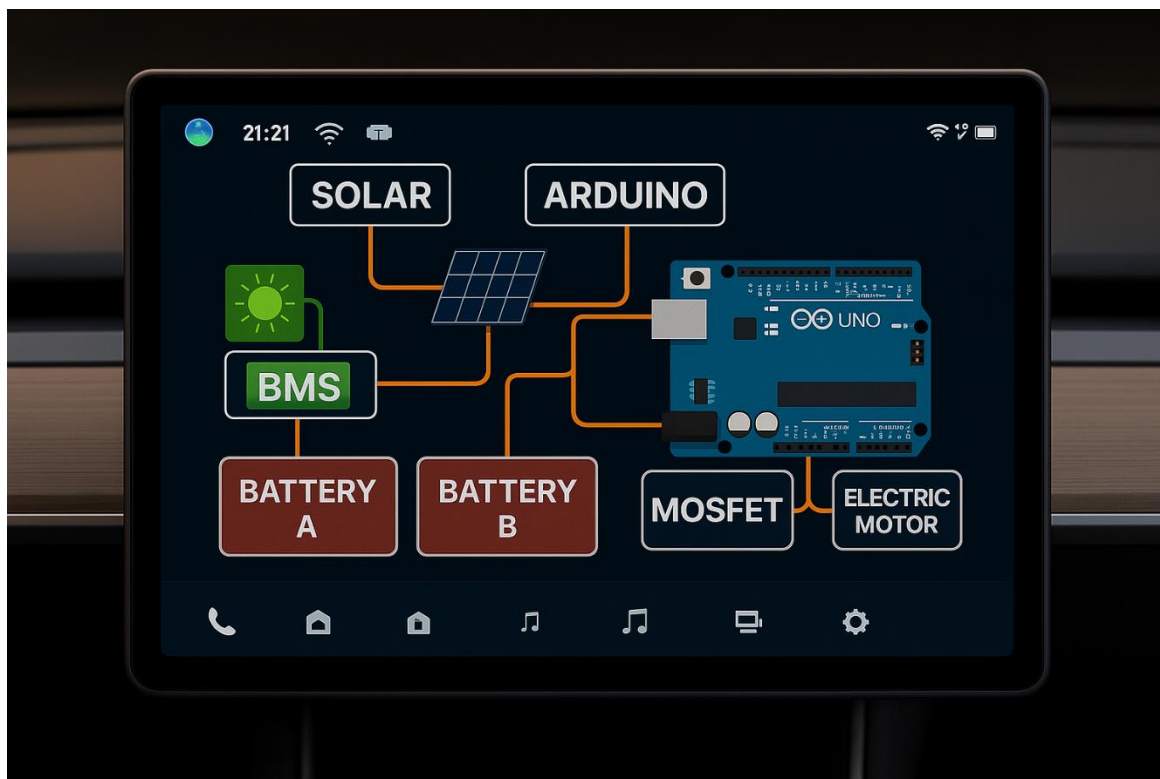 21:21
SOLAR
ARDUINO
UNO
BMS
BATTERY
A
BATTERY
B
MOSFET
ELECTRIC
MOTOR